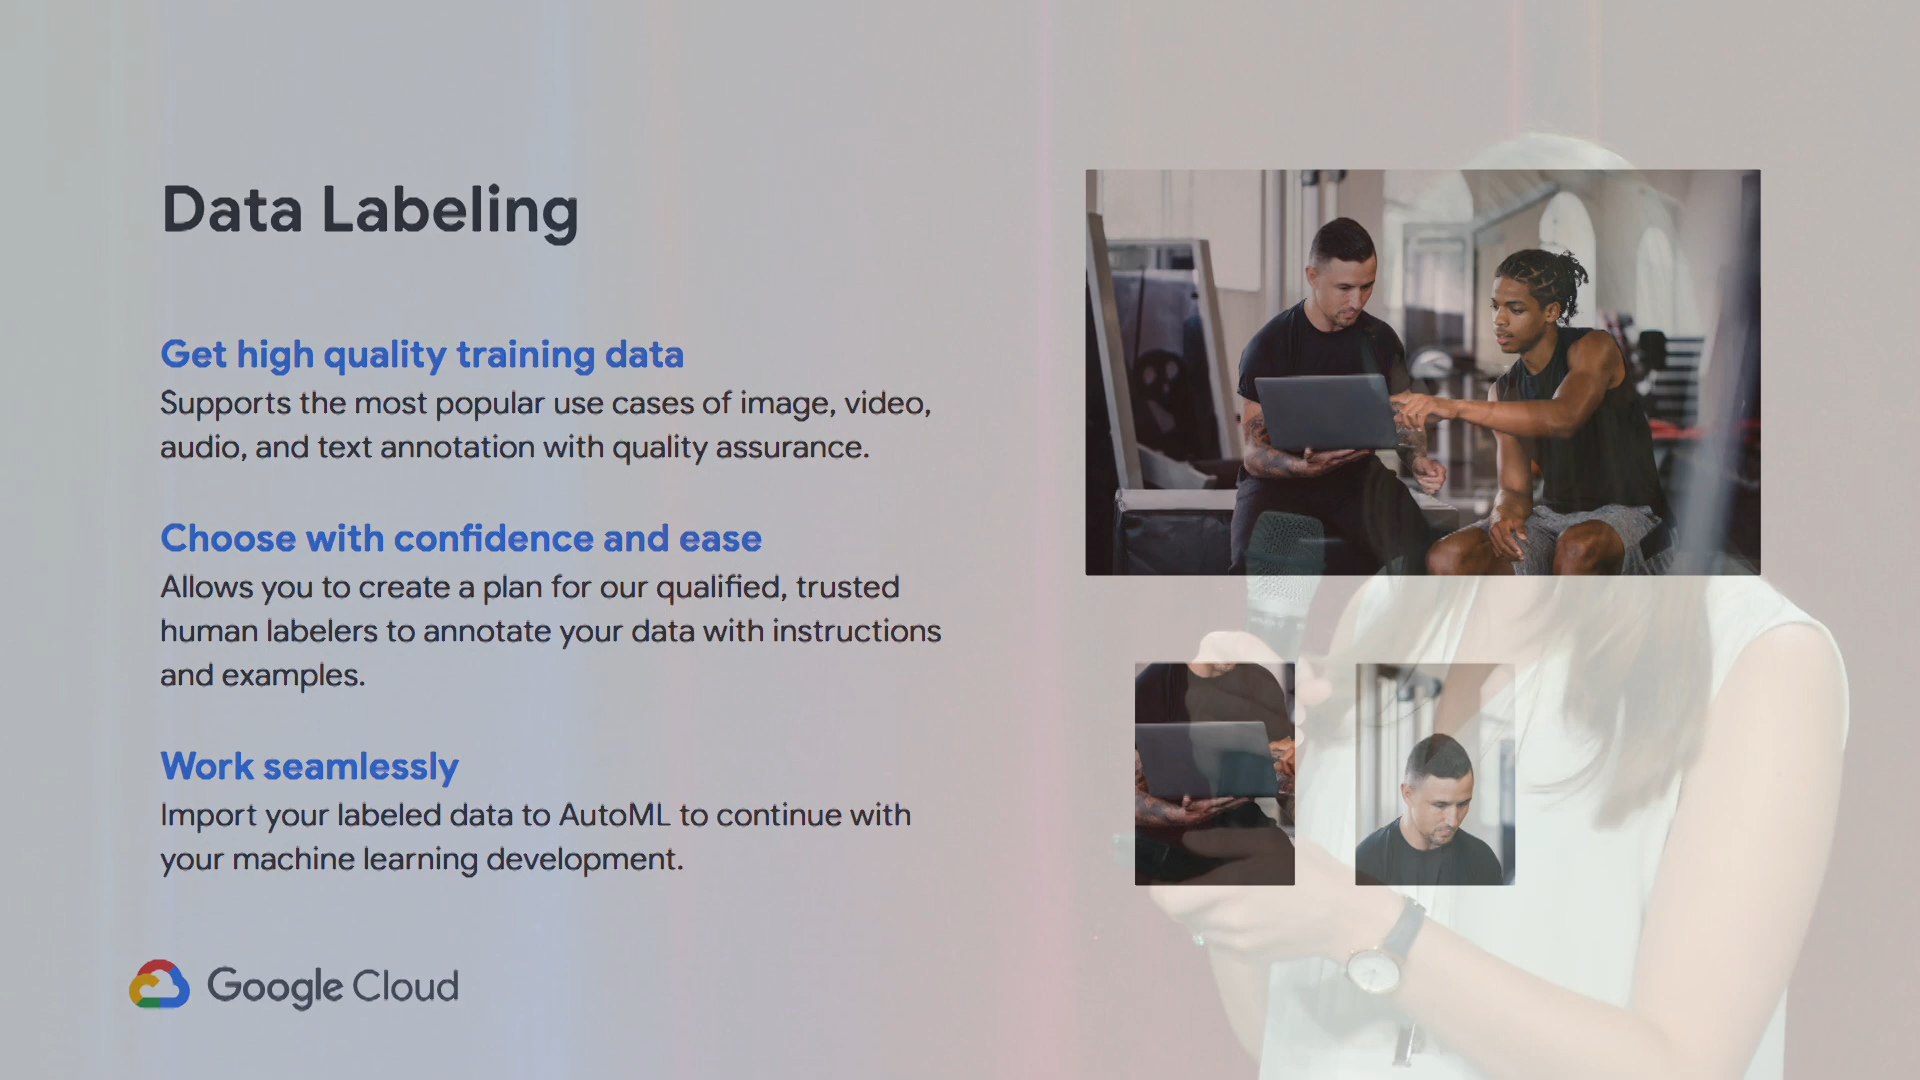 Data Labeling
Get high quality training data
Supports the most popular use cases of image, video,
audio, and text annotation with quality assurance.
Choose with confidence and ease
Allows you to create a plan for our qualified, trusted
human labelers to annotate your data with instructions
and examples.
Work seamlessly
Import your labeled data to AutoML to continue with
your machine learning development.
Google Cloud